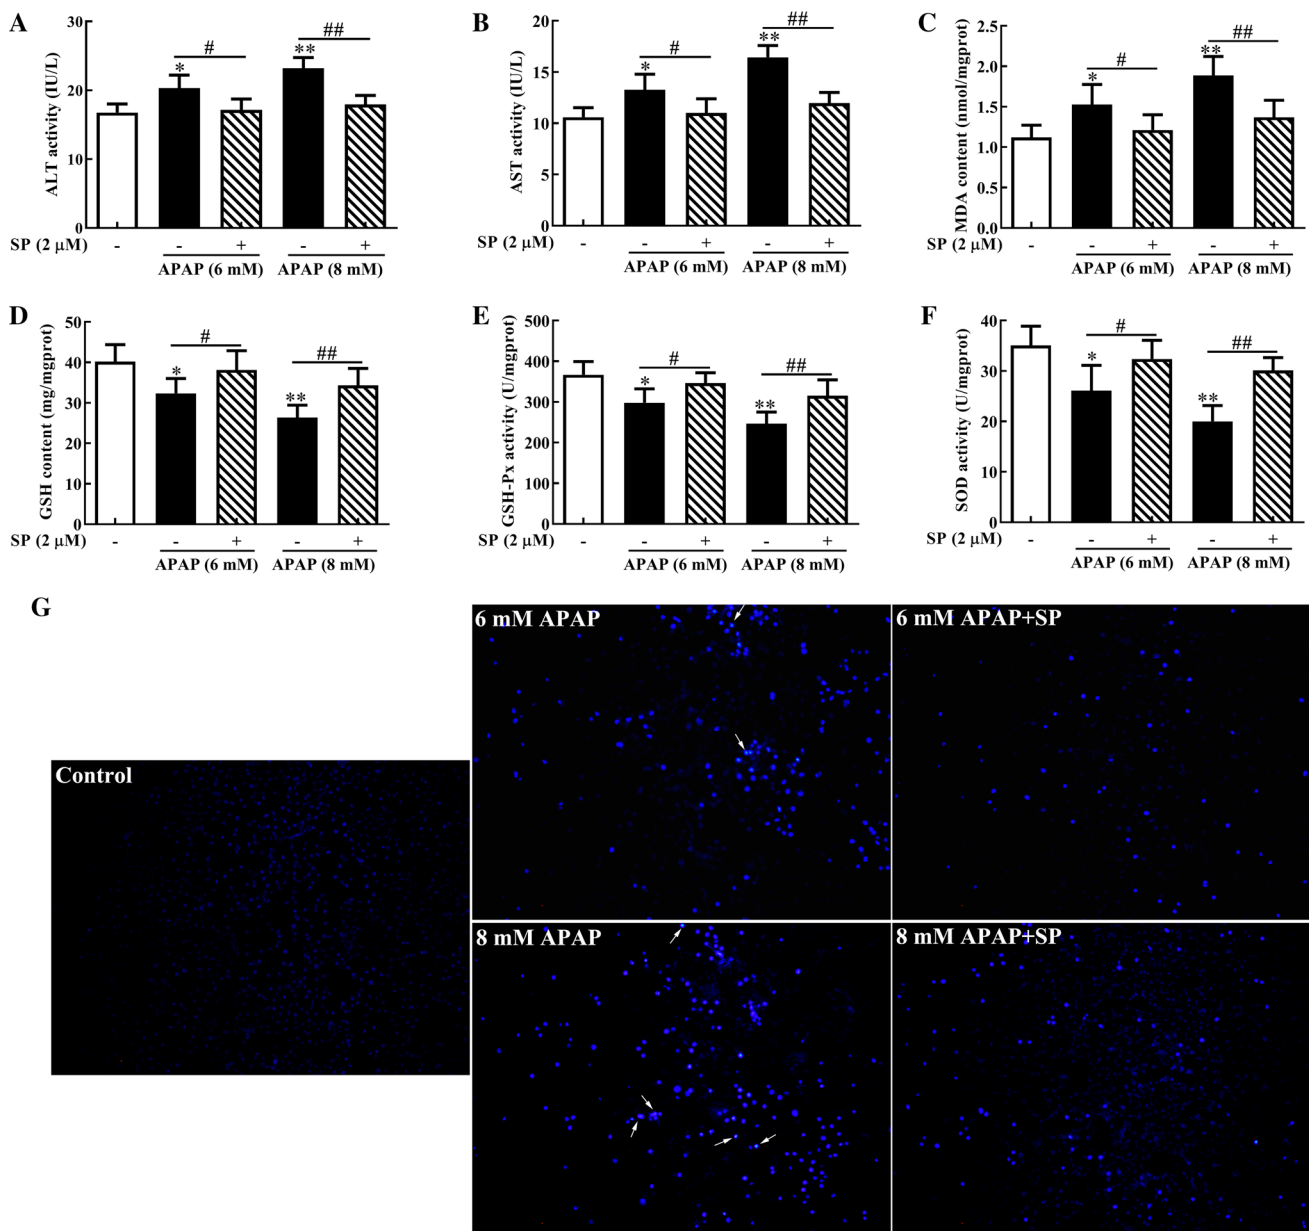 A
ALT activity (IU/L)
30
20
10
0
*
#
**
##
SP (2 μM)
-
-
+
-
+
APAP (6 mM)
APAP (8 mM)
B
AST activity (IU/L)
20
15
10
5
0
*
#
**
##
SP (2 μM)
-
-
+
-
+
APAP (6 mM)
APAP (8 mM)
C
MDA content (nmol/mgprot)
2.5
2.0
1.5
1.0
0.5
0.0
*
#
**
##
SP (2 μM)
-
-
+
-
+
APAP (6 mM)
APAP (8 mM)
D
GSH content (mg/mgprot)
50
40
30
20
10
0
*
#
**
##
SP (2 μM)
-
-
+
-
+
APAP (6 mM)
APAP (8 mM)
E
GSH-Px activity (U/mgprot)
500
400
300
200
100
0
*
#
**
##
SP (2 μM)
-
-
+
-
+
APAP (6 mM)
APAP (8 mM)
F
SOD activity (U/mgprot)
40
30
20
10
0
*
#
**
##
SP (2 μM)
-
-
+
-
+
APAP (6 mM)
APAP (8 mM)
G
Control
6 mM APAP
6 mM APAP+SP
8 mM APAP
8 mM APAP+SP